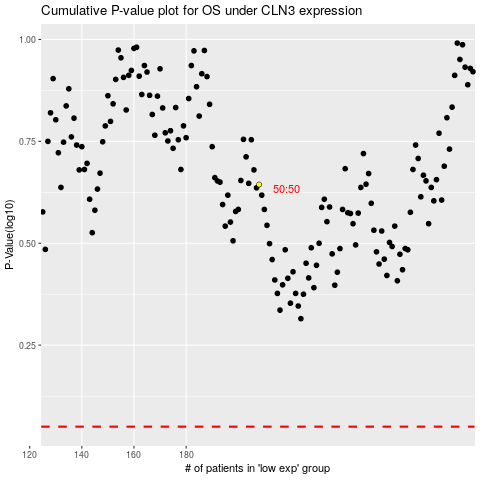 Cumulative P-value plot for OS under CLN3 expression
P-Value(log10)
1.00
0.75
0.50
0.25
50:50
120 140 160 180
# of patients in 'low exp' group